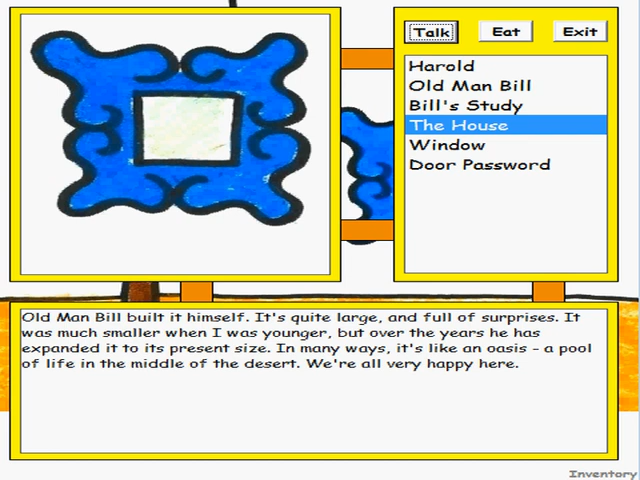 Talk Eat Exit
Harold
Old Man Bill
Bill's Study
The House
Window
Door Password
Old Man Bill built it himself. It's quite large, and full of surprises. It
was much smaller when I was younger, but over the years he has
expanded it to its present size. In many ways, it's like an oasis - a pool
of life in the middle of the desert. We're all very happy here.
Inventory